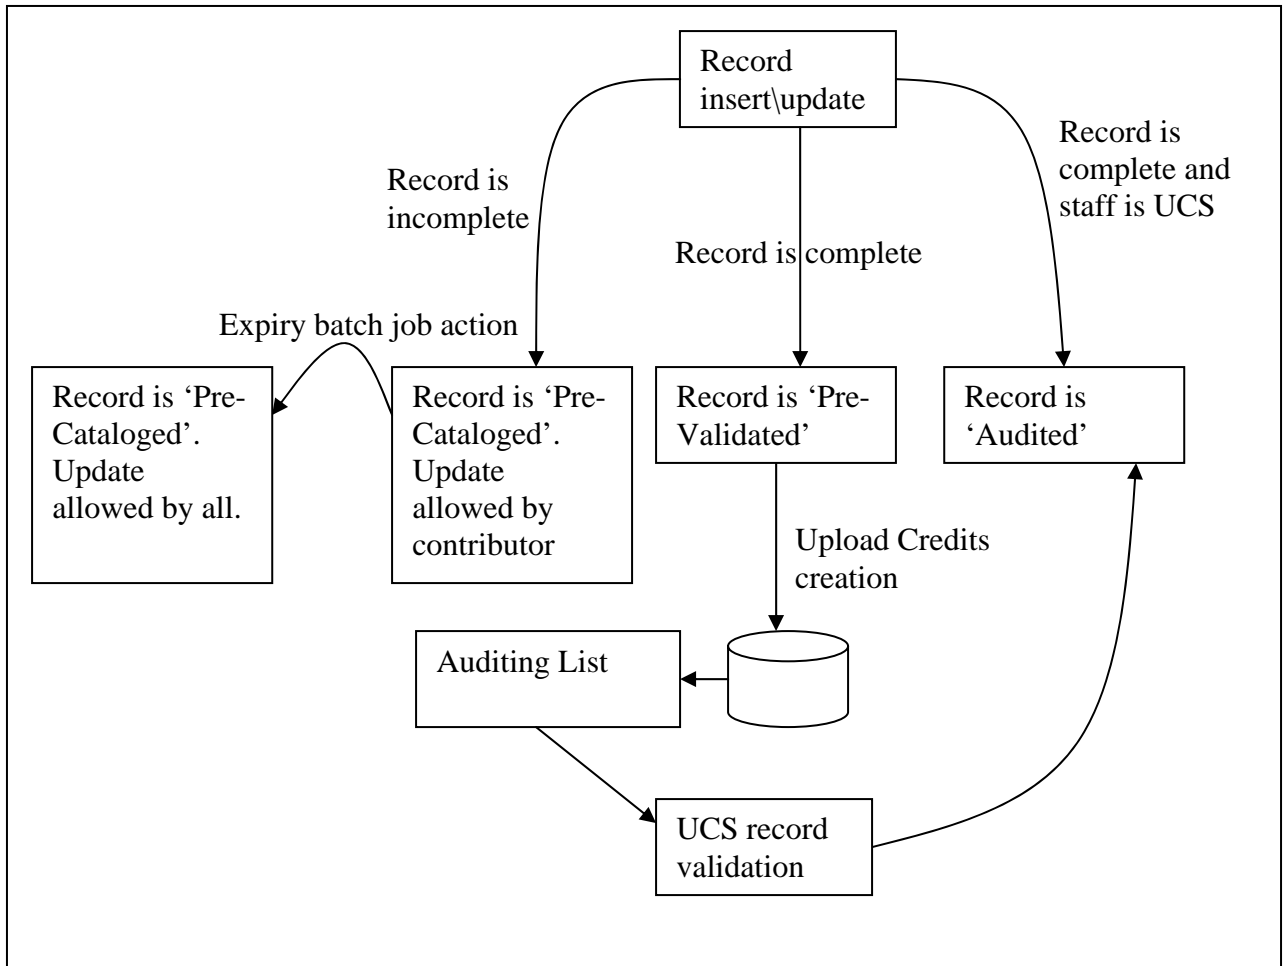 Record
insert\update
Record is
complete and
staff is UCS
Record is
incomplete
Record is complete
Expiry batch job action
Record is ‘Pre-
Cataloged’.
Update
allowed by all.
Record is ‘Pre-
Cataloged’.
Update
allowed by
contributor
Record is ‘Pre-
Validated’
Record is
‘Audited’
Upload Credits
creation
Auditing List
UCS record
validation